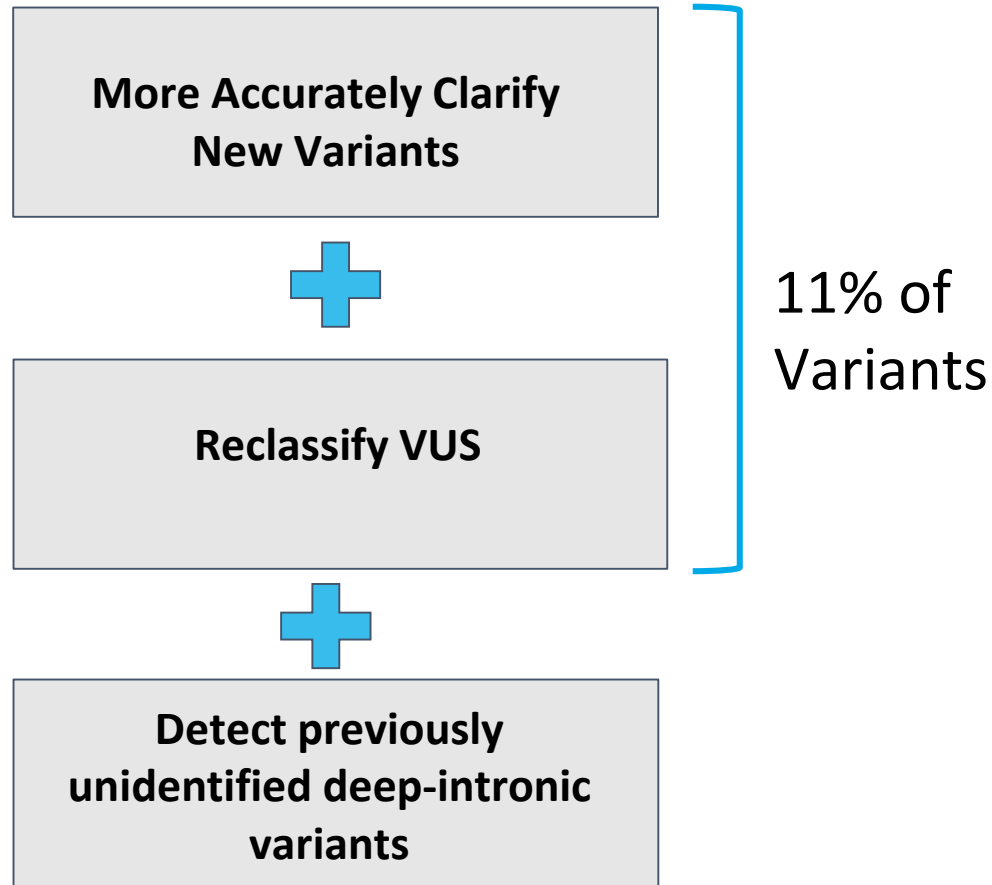 More Accurately Clarify
New Variants
11% of
Variants
Reclassify VUS
Detect previously
unidentified deep-intronic
variants